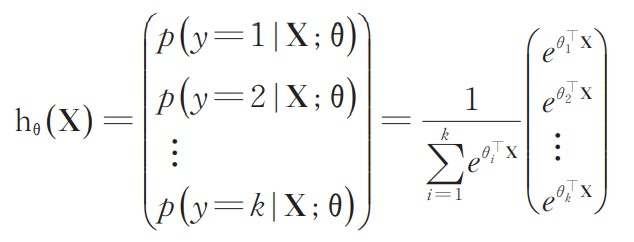 h_θ(X) = ( p(y=1|X;θ) p(y=2|X;θ) ⋮ p(y=k|X;θ) ) = 1 / ∑_{i=1}^{k} e^{θ_i^⊤ X} ( e^{θ_1^⊤ X} e^{θ_2^⊤ X} ⋮ e^{θ_k^⊤ X} )